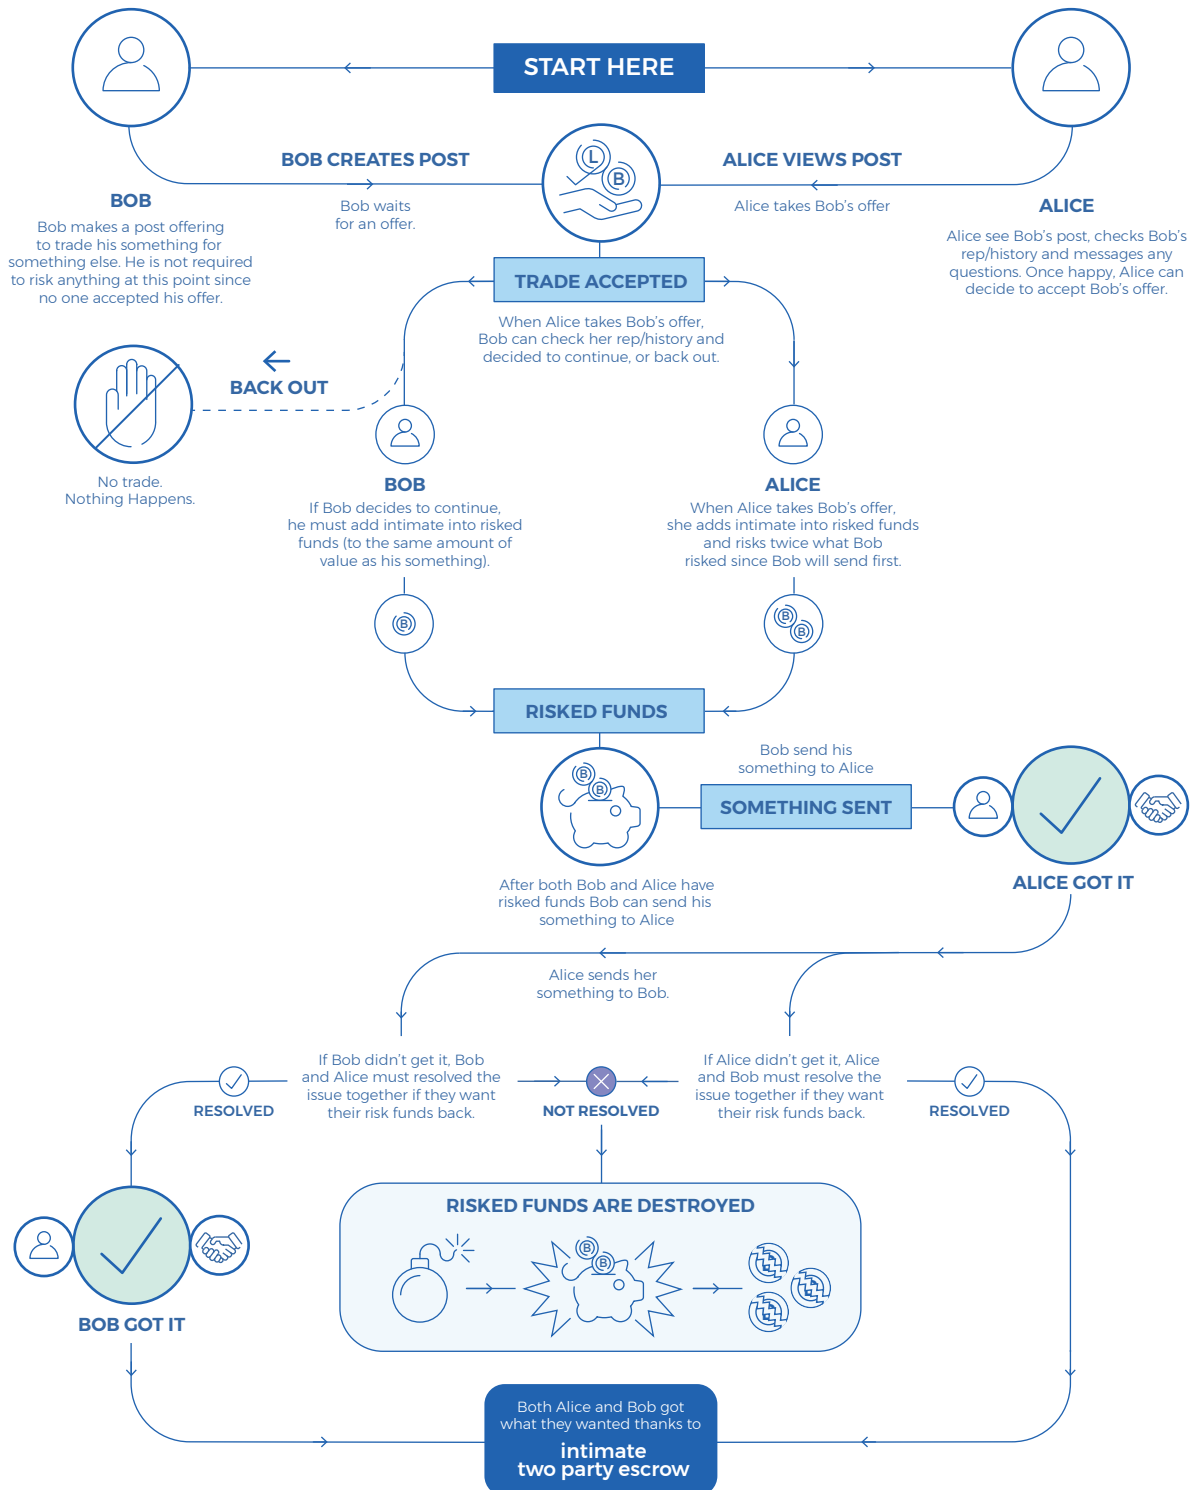 START HERE
BOB CREATES POST
ALICE VIEWS POST
L
B
Bob waits
for an offer.
Alice takes Bob's offer
BOB
Bob makes a post offering
to trade his something for
something else. He is not required
to risk anything at this point since
no one accepted his offer.
ALICE
Alice see Bob's post, checks Bob's
rep/history and messages any
questions. Once happy, Alice can
decide to accept Bob's offer.
TRADE ACCEPTED
When Alice takes Bob's offer,
Bob can check her rep/history and
decided to continue, or back out.
BACK OUT
No trade.
Nothing Happens.
BOB
If Bob decides to continue,
he must add intimate into risked
funds (to the same amount of
value as his something).
ALICE
When Alice takes Bob's offer,
she adds intimate into risked funds
and risks twice what Bob
risked since Bob will send first.
B
B
B
RISKED FUNDS
B
B
Bob send his
something to Alice
SOMETHING SENT
After both Bob and Alice have
risked funds Bob can send his
something to Alice
ALICE GOT IT
Alice sends her
something to Bob.
RESOLVED
If Bob didn't get it, Bob
and Alice must resolved the
issue together if they want
their risk funds back.
NOT RESOLVED
If Alice didn't get it, Alice
and Bob must resolve the
issue together if they want
their risk funds back.
RESOLVED
RISKED FUNDS ARE DESTROYED
B
B
BOB GOT IT
Both Alice and Bob got
what they wanted thanks to
intimate
two party escrow